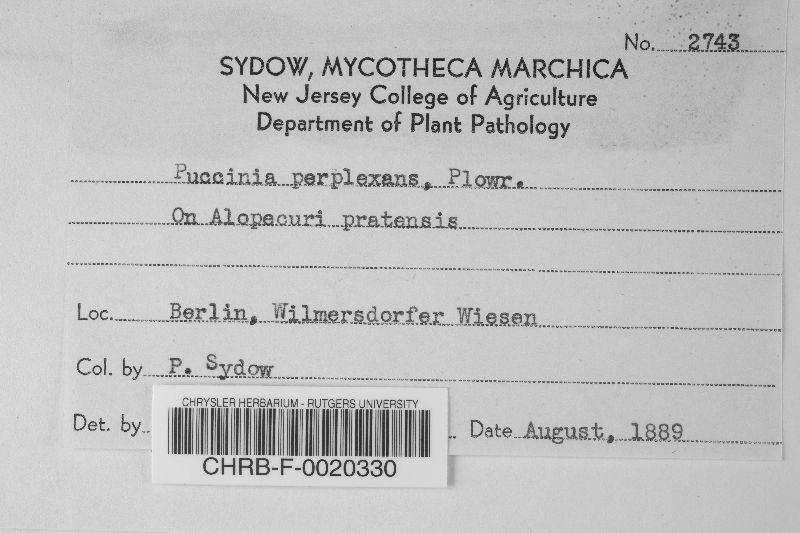 No. 2743
SYDOW, MYCOTHECA MARCHICA
New Jersey College of Agriculture
Department of Plant Pathology
Puccinia perplexans, Plowr.
On Alopecuri pratensis
Loc. Berlin, Wilmersdorfer Wiesen
Col. by P. Sydow
Det. by
Date August, 1889
CHRYSLER HERBARIUM - RUTGERS UNIVERSITY
CHRB-F-0020330